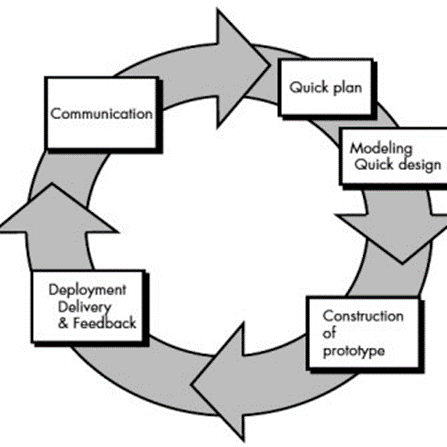 Communication
Quick plan
Modeling
Quick design
Construction
of
prototype
Deployment
Delivery
& Feedback